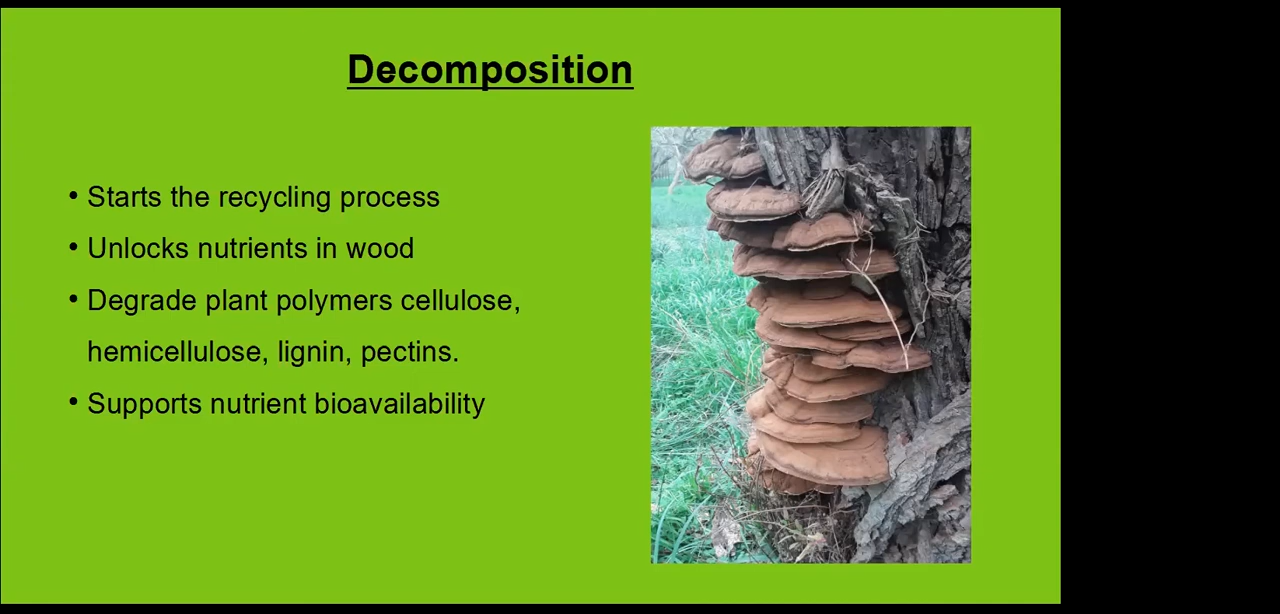 Decomposition
• Starts the recycling process
• Unlocks nutrients in wood
• Degrade plant polymers cellulose,
hemicellulose, lignin, pectins.
• Supports nutrient bioavailability